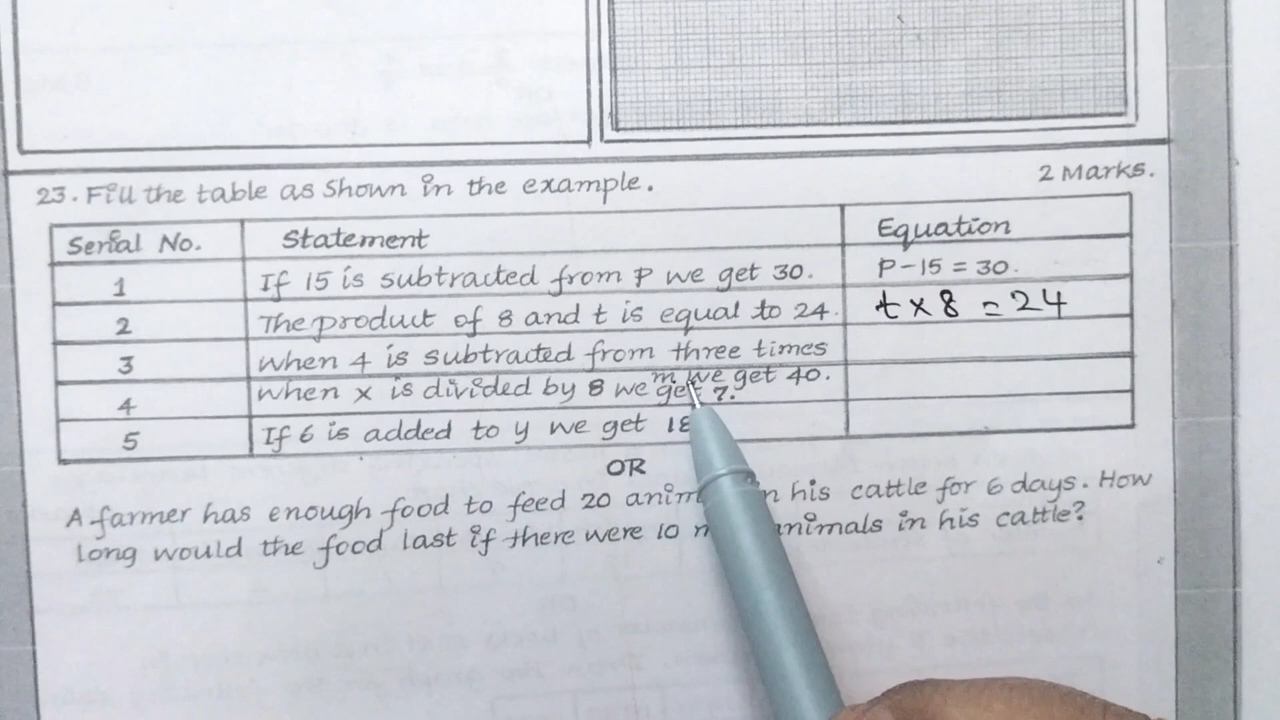 23. Fill the table as Shown in the example. 2 Marks.
Serial No. Statement Equation
1 If 15 is subtracted from P we get 30. P-15 = 30.
2 The product of 8 and t is equal to 24. t × 8 = 24
3 when 4 is subtracted from three times
m we get 40.
4 when x is divided by 8 we get 7.
5 If 6 is added to y we get
OR
A farmer has enough food to feed 20 in his cattle for 6 days. How
long would the food last if there were 10 animals in his cattle?